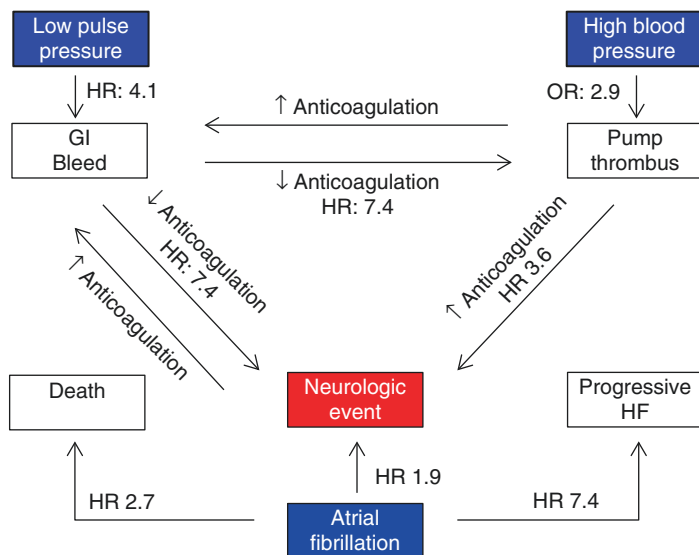 Low pulse
pressure
High blood
pressure
HR: 4.1
OR: 2.9
↑ Anticoagulation
GI
Bleed
Pump
thrombus
↓ Anticoagulation
HR: 7.4
↓ Anticoagulation
HR: 7.4
↑ Anticoagulation
↑ Anticoagulation
HR 3.6
Death
Neurologic
event
Progressive
HF
HR 1.9
HR 2.7
HR 7.4
Atrial
fibrillation